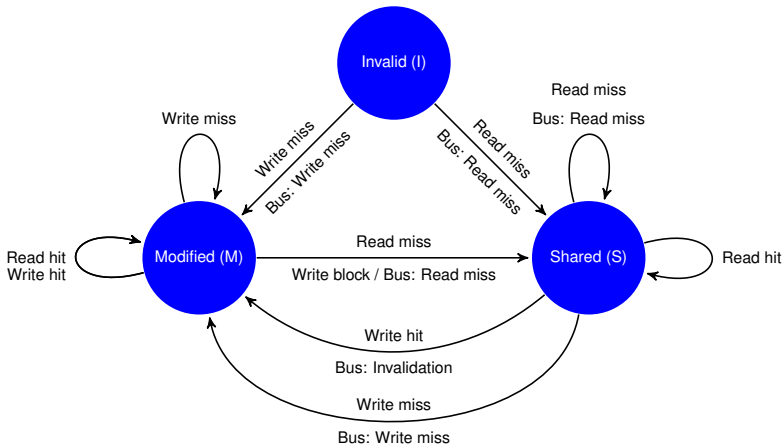 Invalid (I)
Read miss
Bus: Read miss
Write miss
Write miss
Bus: Write miss
Read miss
Bus: Read miss
Read hit
Write hit
Modified (M)
Read miss
Write block / Bus: Read miss
Shared (S)
Read hit
Write hit
Bus: Invalidation
Write miss
Bus: Write miss